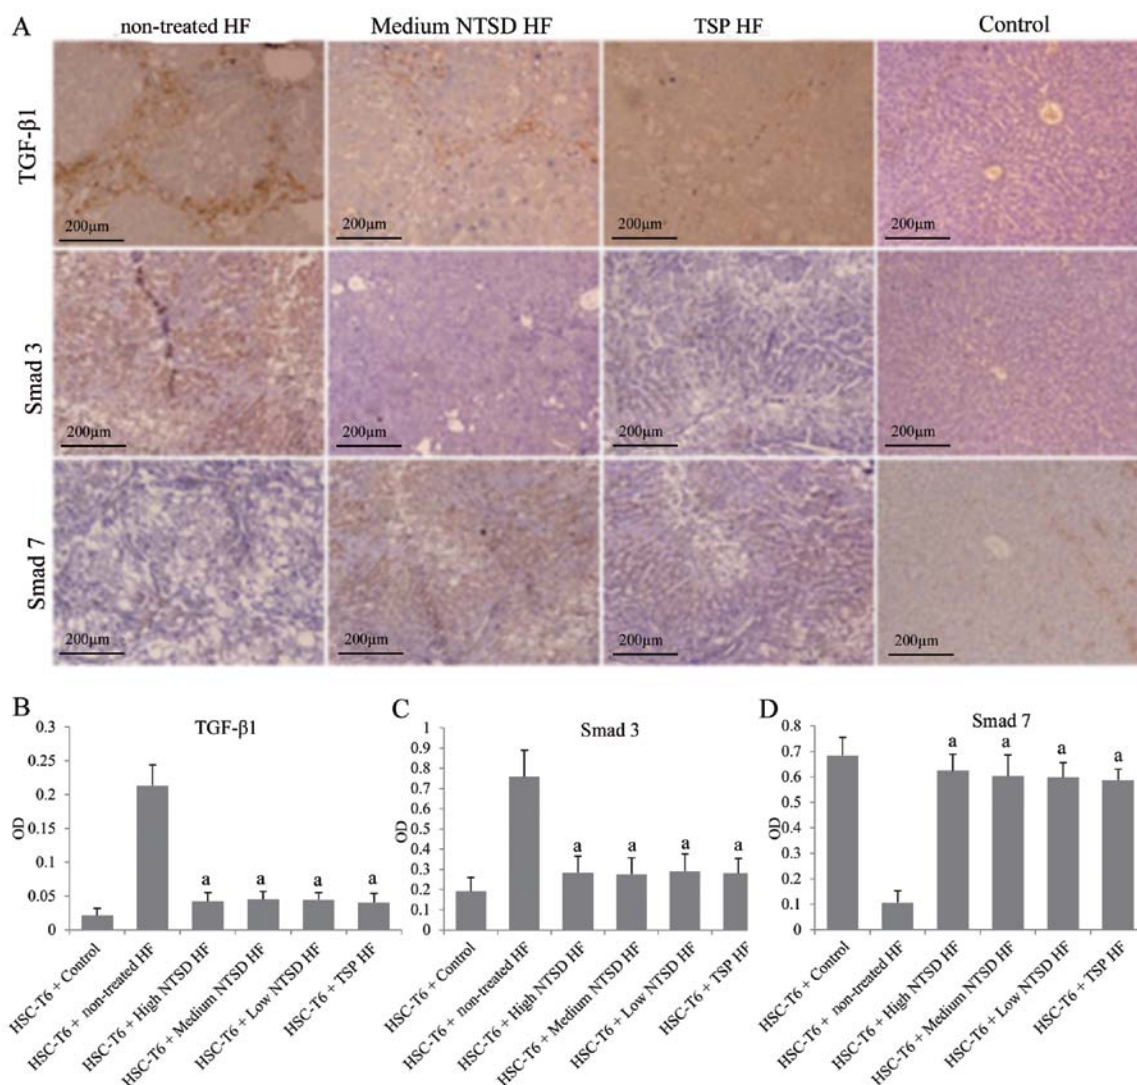 A
non-treated HF
Medium NTSD HF
TSP HF
Control
TGF-β1
200μm
200μm
200μm
200μm
Smad 3
200μm
200μm
200μm
200μm
Smad 7
200μm
200μm
200μm
200μm
B
TGF-β1
0.3
0.25
0.2
0.15
0.1
0.05
0
OD
a
a
a
a
HSC-T6 + Control
HSC-T6 + non-treated HF
HSC-T6 + High NTSD HF
HSC-T6 + Medium NTSD HF
HSC-T6 + Low NTSD HF
HSC-T6 + TSP HF
C
Smad 3
1
0.9
0.8
0.7
0.6
0.5
0.4
0.3
0.2
0.1
0
OD
a
a
a
a
HSC-T6 + Control
HSC-T6 + non-treated HF
HSC-T6 + High NTSD HF
HSC-T6 + Medium NTSD HF
HSC-T6 + Low NTSD HF
HSC-T6 + TSP HF
D
Smad 7
0.8
0.7
0.6
0.5
0.4
0.3
0.2
0.1
0
OD
a
a
a
a
HSC-T6 + Control
HSC-T6 + non-treated HF
HSC-T6 + High NTSD HF
HSC-T6 + Medium NTSD HF
HSC-T6 + Low NTSD HF
HSC-T6 + TSP HF